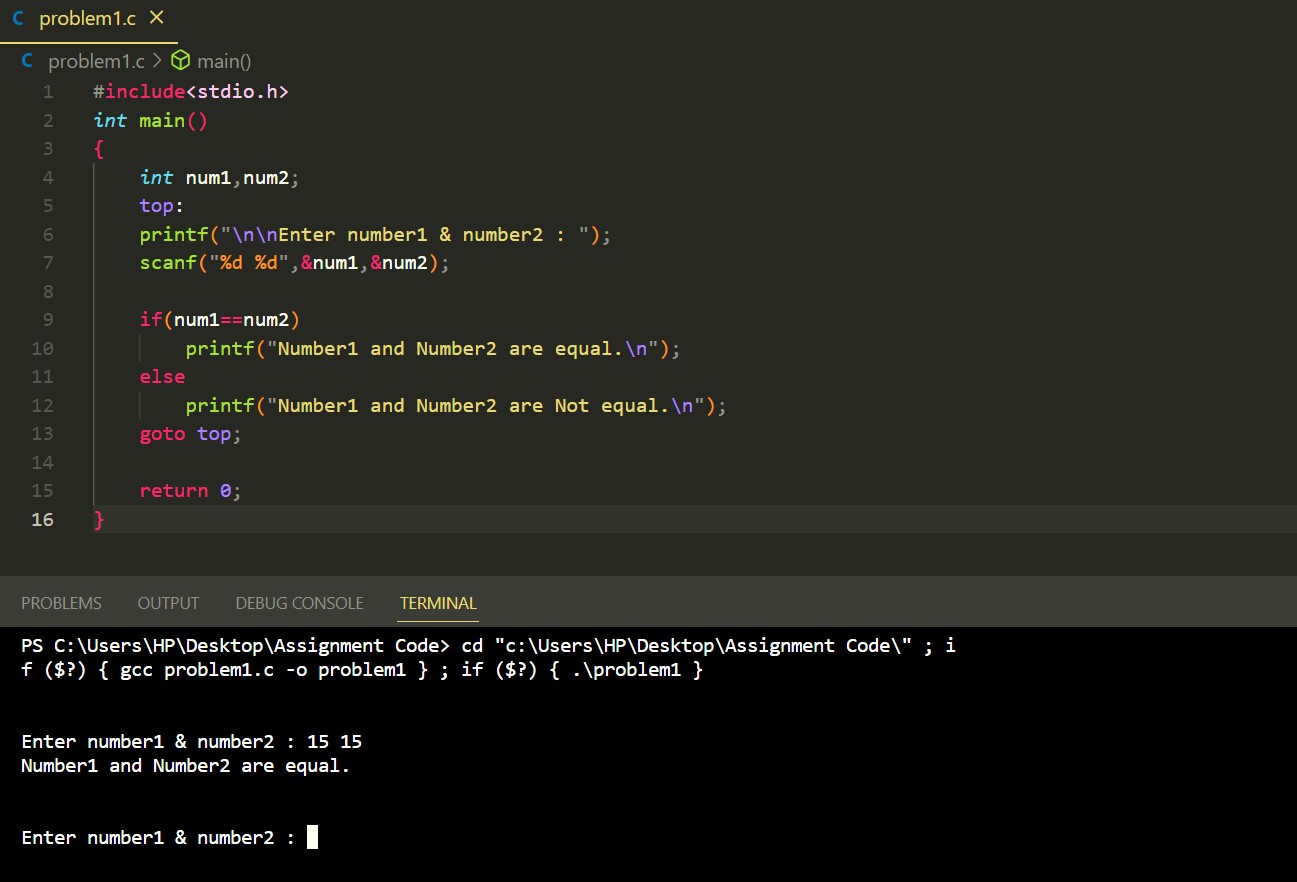 C problem1.c ×
C problem1.c > main()
1 #include<stdio.h>
2 int main()
3 {
4     int num1,num2;
5     top:
6     printf("\n\nEnter number1 & number2 : ");
7     scanf("%d %d",&num1,&num2);
8
9     if(num1==num2)
10         printf("Number1 and Number2 are equal.\n");
11     else
12         printf("Number1 and Number2 are Not equal.\n");
13     goto top;
14
15     return 0;
16 }
PROBLEMS OUTPUT DEBUG CONSOLE TERMINAL
PS C:\Users\HP\Desktop\Assignment Code> cd "c:\Users\HP\Desktop\Assignment Code\" ; i
f ($?) { gcc problem1.c -o problem1 } ; if ($?) { .\problem1 }
Enter number1 & number2 : 15 15
Number1 and Number2 are equal.
Enter number1 & number2 :